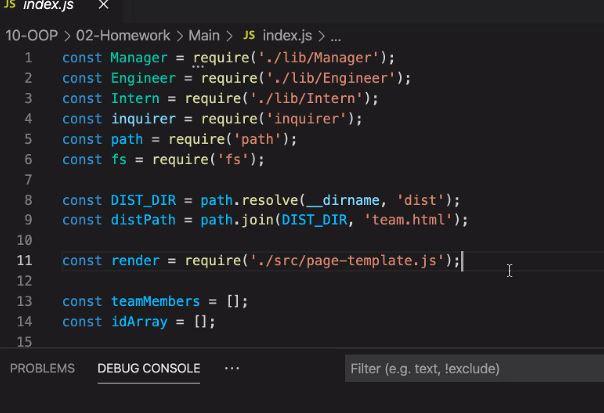 JS index.js ×
10-OOP > 02-Homework > Main > JS index.js > ...
1 const Manager = require('./lib/Manager');
2 const Engineer = require('./lib/Engineer');
3 const Intern = require('./lib/Intern');
4 const inquirer = require('inquirer');
5 const path = require('path');
6 const fs = require('fs');
7
8 const DIST_DIR = path.resolve(__dirname, 'dist');
9 const distPath = path.join(DIST_DIR, 'team.html');
10
11 const render = require('./src/page-template.js');
12
13 const teamMembers = [];
14 const idArray = [];
15
PROBLEMS DEBUG CONSOLE ... Filter (e.g. text, !exclude)